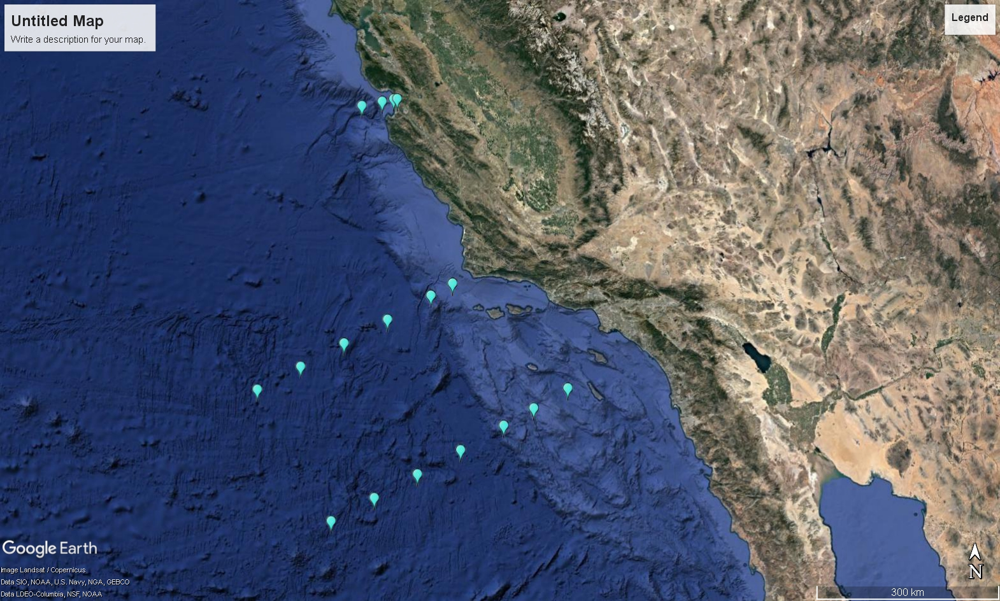 Untitled Map
Write a description for your map.
Legend
Google Earth
Image Landsat / Copernicus
Data SIO, NOAA, U.S. Navy, NGA, GEBCO
Data LDEO-Columbia, NSF, NOAA
N
300 km